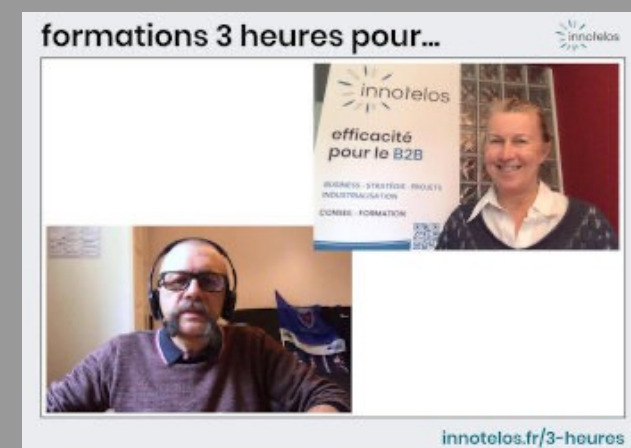 formations 3 heures pour...
innotelos
innotelos
efficacité
pour le B2B
BUSINESS - STRATÉGIE - PROJETS
INDUSTRIALISATION
CONSEIL - FORMATION
innotelos.fr/3-heures